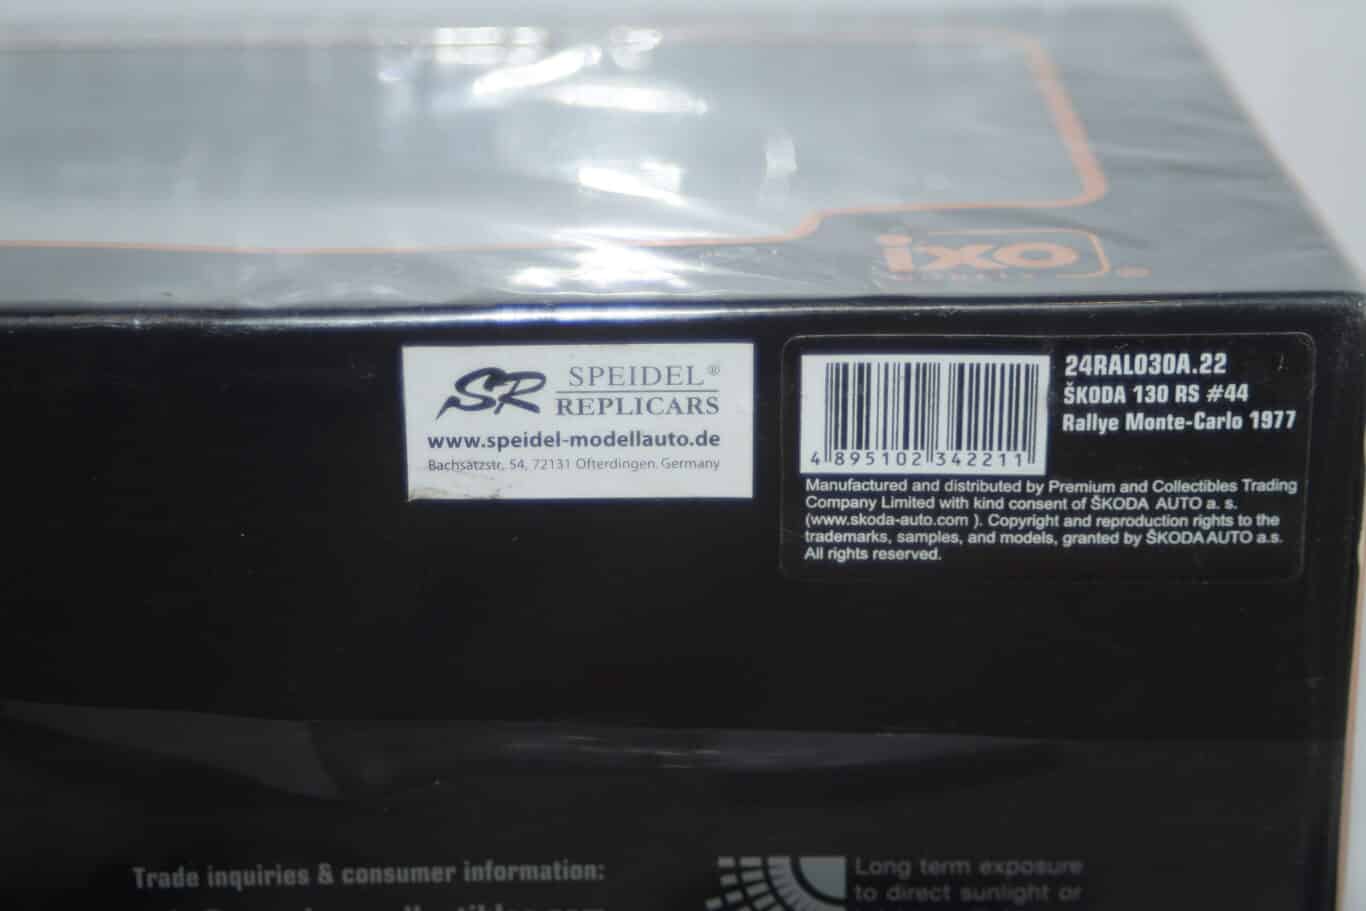 ixo
SR SPEIDEL®
REPLICARS
www.speidel-modellauto.de
Bachsatzstr. 54, 72131 Ofterdingen. Germany
24RAL030A.22
ŠKODA 130 RS #44
Rallye Monte-Carlo 1977
4 895102 342211
Manufactured and distributed by Premium and Collectibles Trading
Company Limited with kind consent of ŠKODA AUTO a. s.
(www.skoda-auto.com ). Copyright and reproduction rights to the
trademarks, samples, and models, granted by ŠKODA AUTO a.s.
All rights reserved.
Trade inquiries & consumer information:
Long term exposure
to direct sunlight or